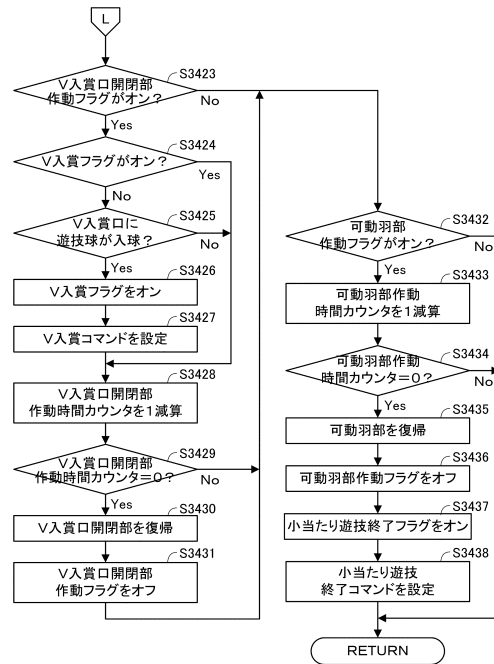 L
S3423
V入賞口開閉部
作動フラグがオン?
No
Yes
S3424
V入賞フラグがオン?
Yes
No
S3425
V入賞口に
遊技球が入球?
No
Yes
S3426
V入賞フラグをオン
S3427
V入賞コマンドを設定
S3428
V入賞口開閉部
作動時間カウンタを1減算
S3429
V入賞口開閉部
作動時間カウンタ=0?
No
Yes
S3430
V入賞口開閉部を復帰
S3431
V入賞口開閉部
作動フラグをオフ
S3432
可動羽部
作動フラグがオン?
No
Yes
S3433
可動羽部作動
時間カウンタを1減算
S3434
可動羽部作動
時間カウンタ=0?
No
Yes
S3435
可動羽部を復帰
S3436
可動羽部作動フラグをオフ
S3437
小当たり遊技終了フラグをオン
S3438
小当たり遊技
終了コマンドを設定
RETURN